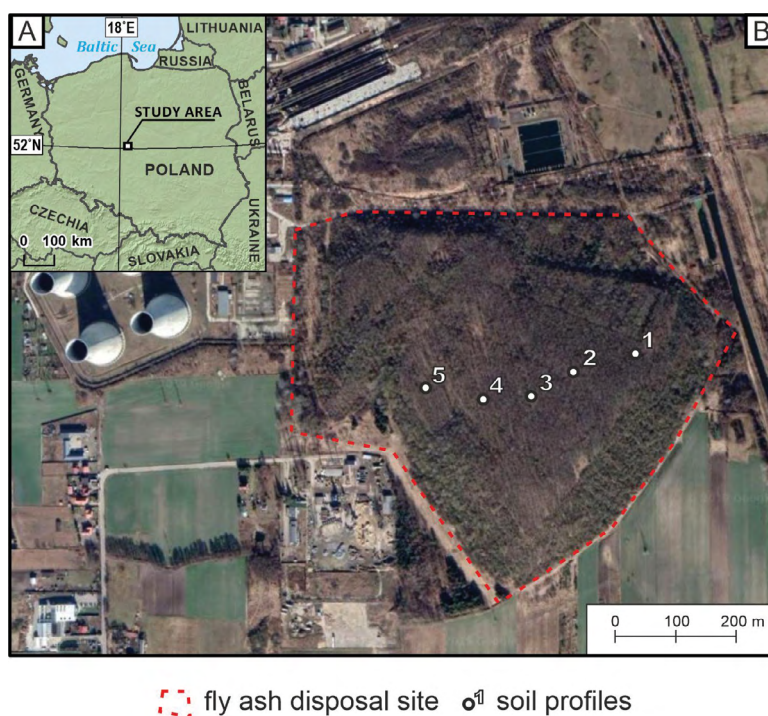 A
18°E
LITHUANIA
B
Baltic Sea
RUSSIA
GERMANY
BELARUS
STUDY AREA
52°N
POLAND
CZECHIA
UKRAINE
0 100 km
SLOVAKIA
1
2
3
4
5
0 100 200 m
fly ash disposal site 1 soil profiles